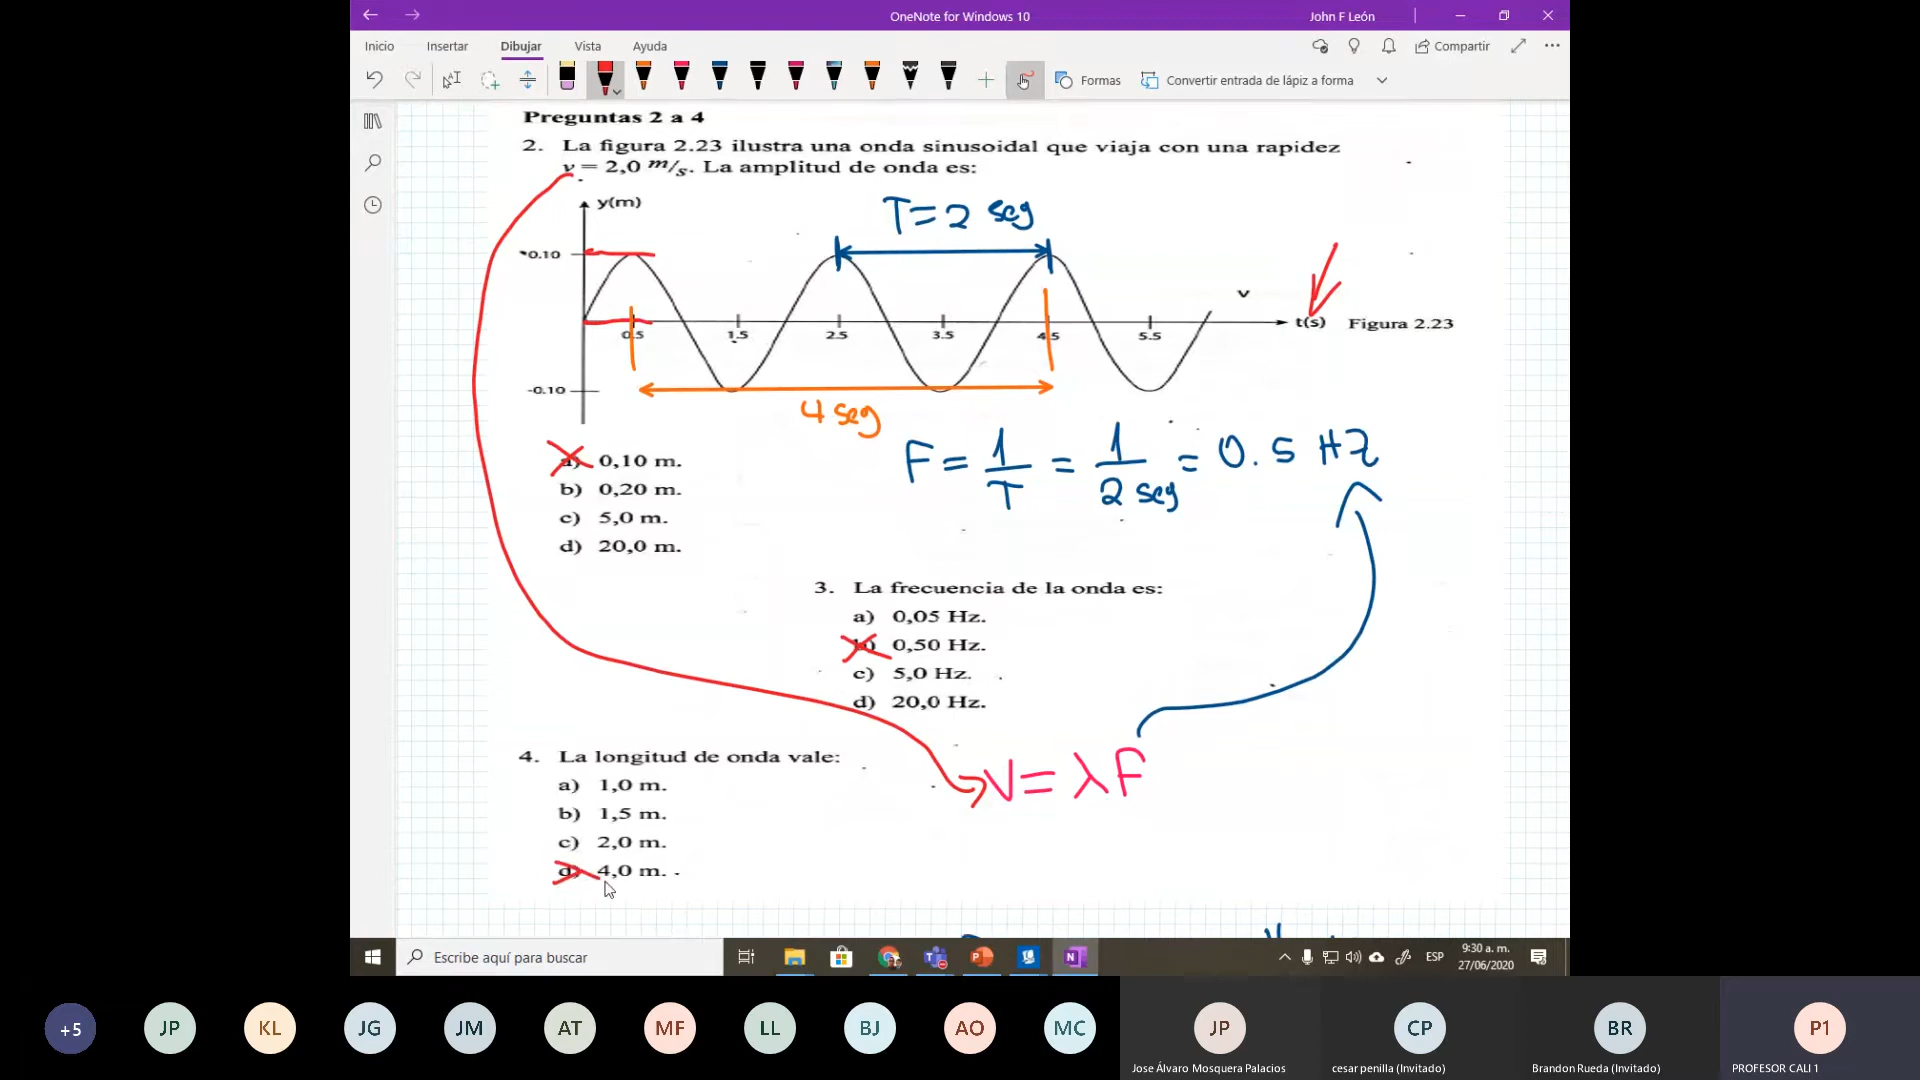 OneNote for Windows 10
John F León
Inicio Insertar Dibujar Vista Ayuda
Compartir
Formas
Convertir entrada de lápiz a forma
Preguntas 2 a 4
2. La figura 2.23 ilustra una onda sinusoidal que viaja con una rapidez
v = 2,0 m/s. La amplitud de onda es:
y(m)
T=2 seg
0.10
v
0.5 1.5 2.5 3.5 4.5 5.5
t(s) Figura 2.23
-0.10
4 seg
F = 1/T = 1/2 seg = 0.5 Hz
a) 0,10 m.
b) 0,20 m.
c) 5,0 m.
d) 20,0 m.
3. La frecuencia de la onda es:
a) 0,05 Hz.
b) 0,50 Hz.
c) 5,0 Hz.
d) 20,0 Hz.
4. La longitud de onda vale:
a) 1,0 m.
b) 1,5 m.
c) 2,0 m.
d) 4,0 m.
V = λF
Escribe aquí para buscar
ESP
9:30 a. m.
27/06/2020
+5 JP KL JG JM AT MF LL BJ AO MC JP CP BR P1
Jose Álvaro Mosquera Palacios cesar penilla (Invitado) Brandon Rueda (Invitado) PROFESOR CALI 1